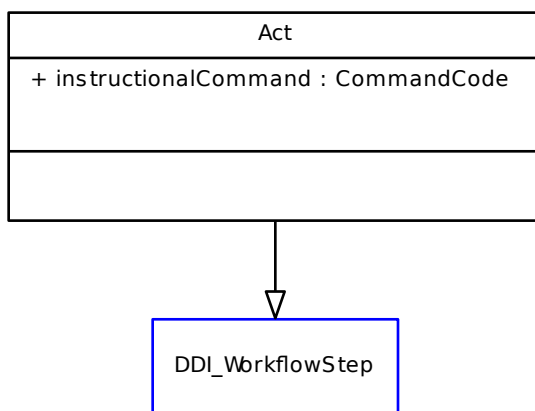 Act
+ instructionalCommand : CommandCode
DDI_WorkflowStep